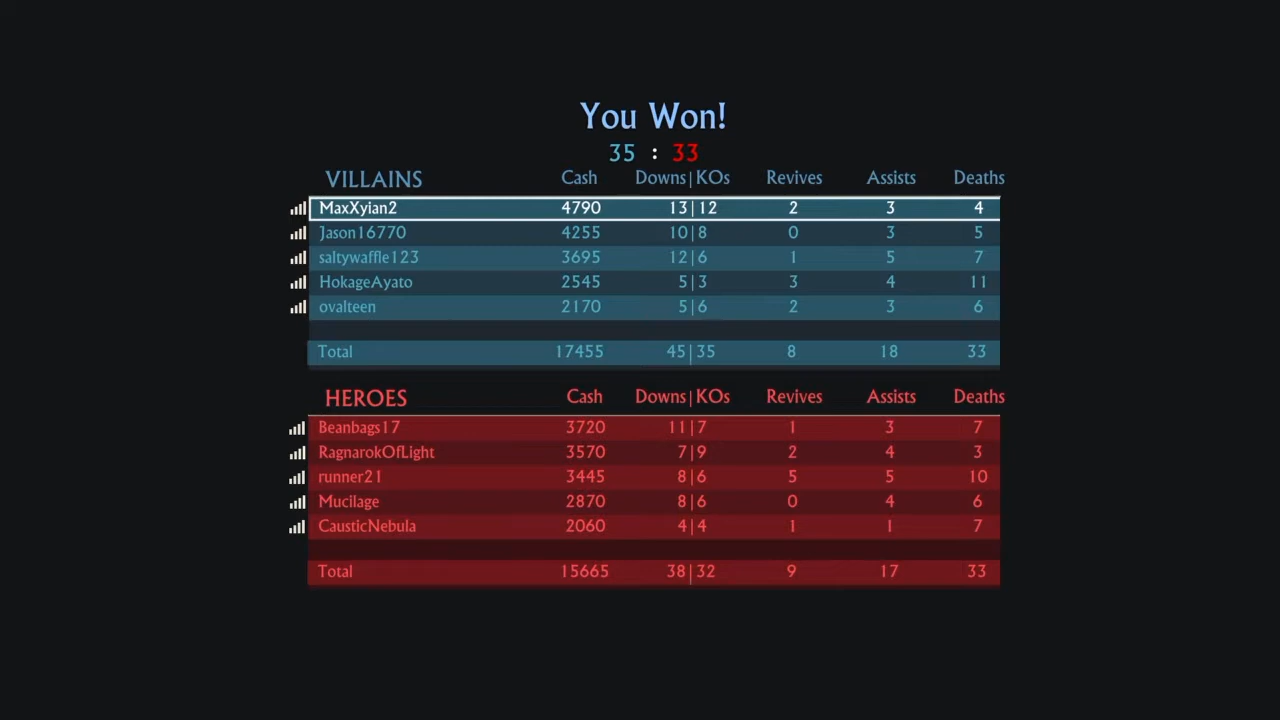 You Won!
35 : 33
VILLAINS Cash Downs|KOs Revives Assists Deaths
MaxXyian2 4790 13|12 2 3 4
Jason16770 4255 10|8 0 3 5
saltywaffle123 3695 12|6 1 5 7
HokageAyato 2545 5|3 3 4 11
ovalteen 2170 5|6 2 3 6
Total 17455 45|35 8 18 33
HEROES Cash Downs|KOs Revives Assists Deaths
Beanbags17 3720 11|7 1 3 7
RagnarokOfLight 3570 7|9 2 4 3
runner21 3445 8|6 5 5 10
Mucilage 2870 8|6 0 4 6
CausticNebula 2060 4|4 1 1 7
Total 15665 38|32 9 17 33